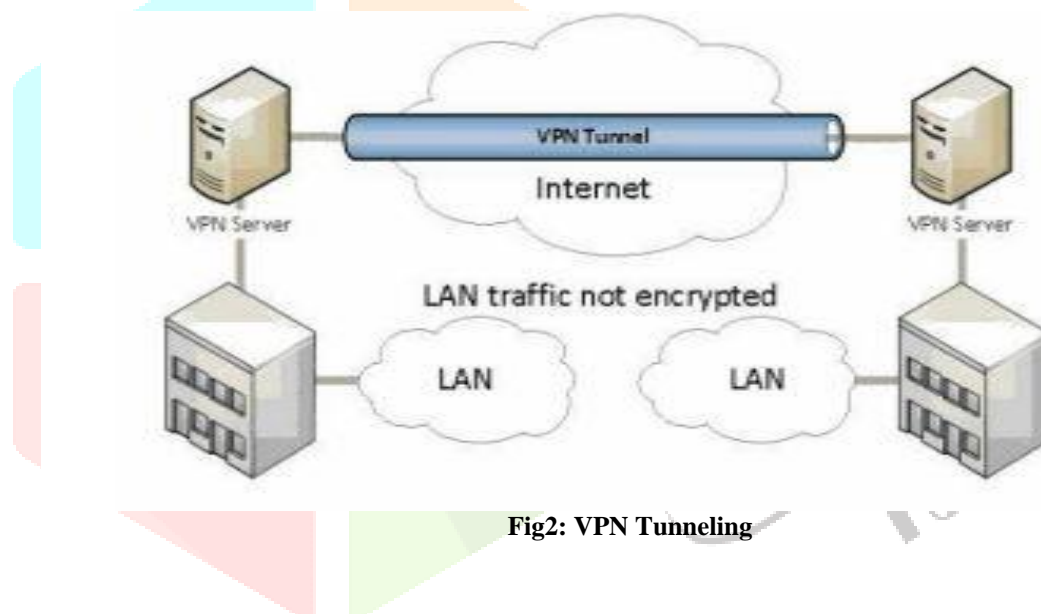 VPN Tunnel
Internet
VPN Server
VPN Server
LAN traffic not encrypted
LAN
LAN
Fig2: VPN Tunneling